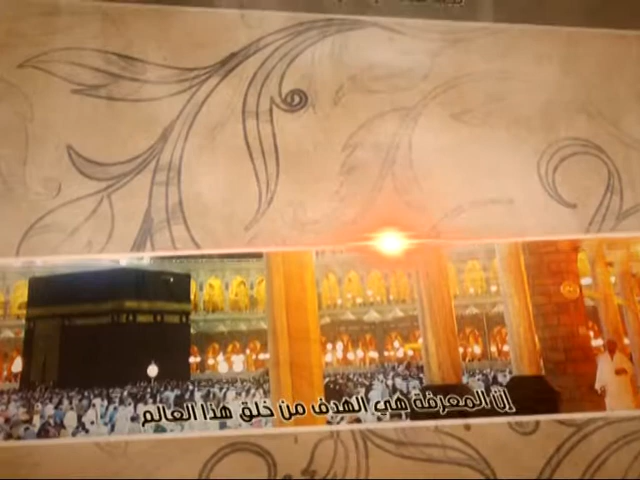 إن المعرفة هي الهدف من خلق هذا العالم